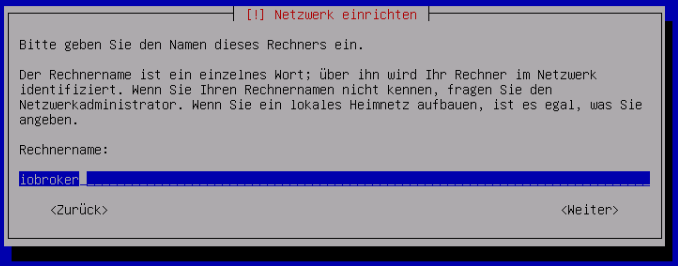 [!] Netzwerk einrichten
Bitte geben Sie den Namen dieses Rechners ein.
Der Rechnername ist ein einzelnes Wort; über ihn wird Ihr Rechner im Netzwerk
identifiziert. Wenn Sie Ihren Rechnernamen nicht kennen, fragen Sie den
Netzwerkadministrator. Wenn Sie ein lokales Heimnetz aufbauen, ist es egal, was Sie
angeben.
Rechnername:
iobroker
<Zurück> <Weiter>